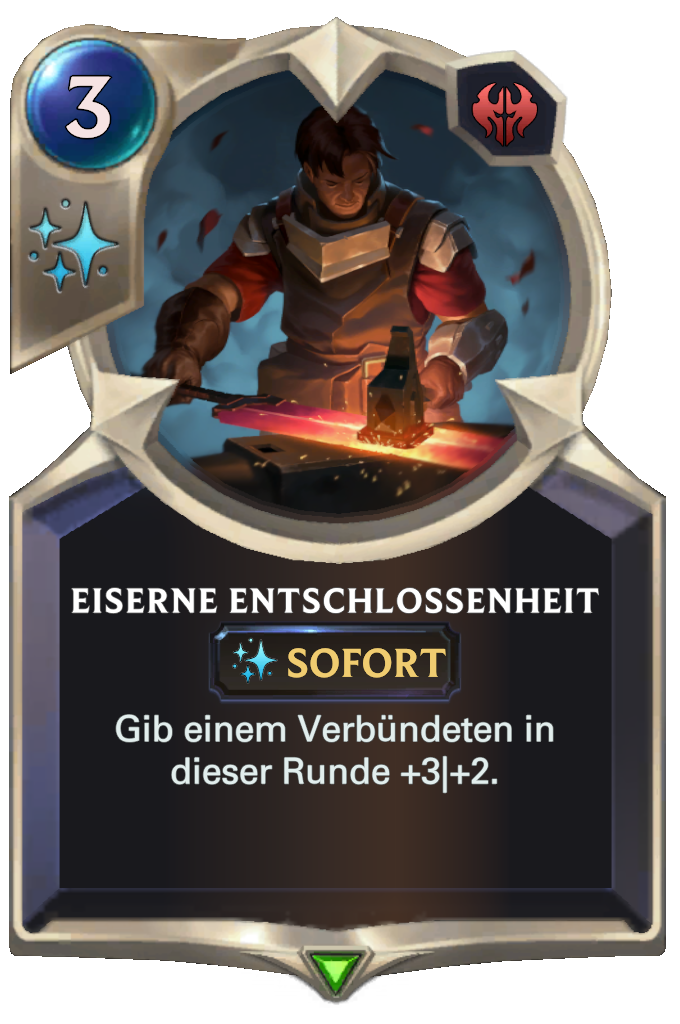 3
EISERNE ENTSCHLOSSENHEIT
SOFORT
Gib einem Verbündeten in
dieser Runde +3|+2.